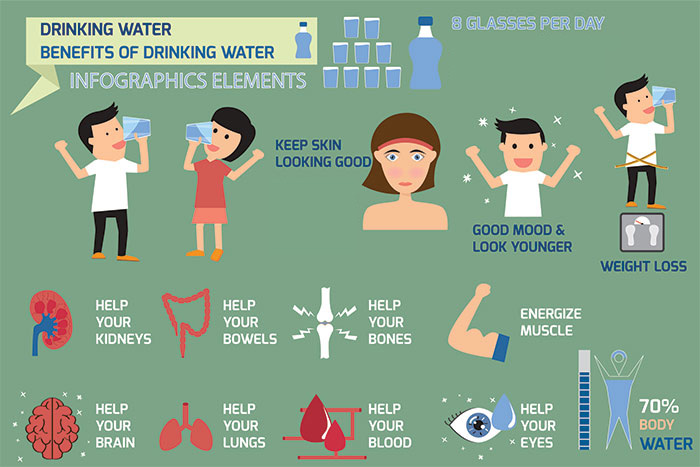 DRINKING WATER
BENEFITS OF DRINKING WATER
INFOGRAPHICS ELEMENTS
8 GLASSES PER DAY
KEEP SKIN
LOOKING GOOD
GOOD MOOD &
LOOK YOUNGER
WEIGHT LOSS
HELP
YOUR
KIDNEYS
HELP
YOUR
BOWELS
HELP
YOUR
BONES
ENERGIZE
MUSCLE
HELP
YOUR
BRAIN
HELP
YOUR
LUNGS
HELP
YOUR
BLOOD
HELP
YOUR
EYES
70%
BODY
WATER